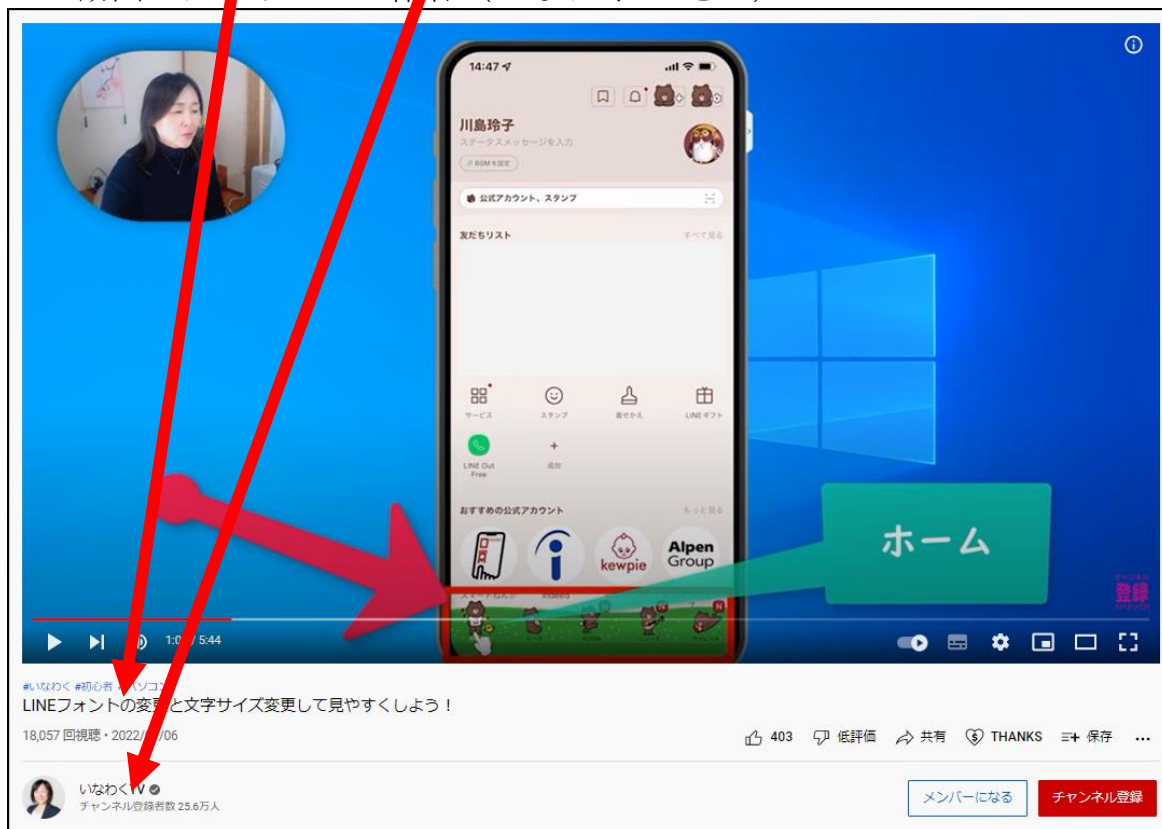 14:47
川島玲子
ステータスメッセージを入力
BGMを設定
公式アカウント、スタンプ
友だちリスト
すべて見る
サービス
スタンプ
着せかえ
LINEギフト
LINE Out
Free
追加
おすすめの公式アカウント
もっと見る
kewpie
Alpen
Group
Indeed
ホーム
チャンネル
登録
5:44
#いなわく #初心者
LINEフォントの変更と文字サイズ変更して見やすくしよう！
18,057 回視聴・2022/ /06
403
低評価
共有
THANKS
保存
いなわくTV
チャンネル登録者数 25.6万人
メンバーになる
チャンネル登録